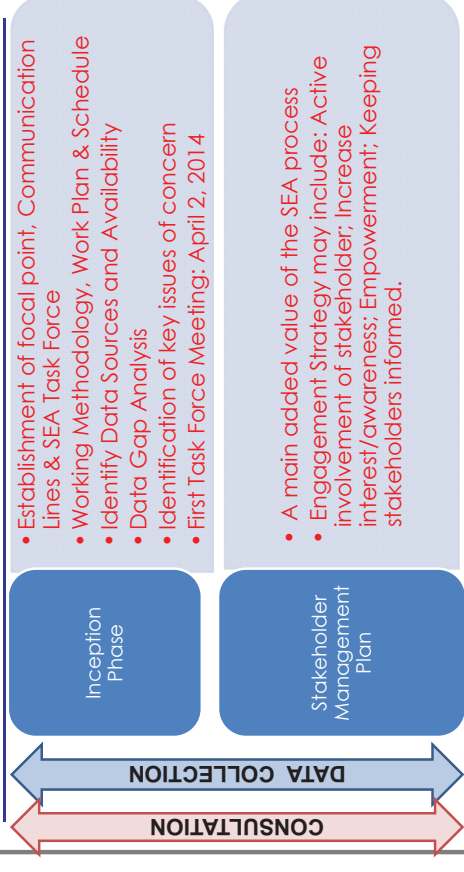 CONSULTATION
DATA COLLECTION
Inception
Phase
• Establishment of focal point, Communication
Lines & SEA Task Force
• Working Methodology, Work Plan & Schedule
• Identify Data Sources and Availability
• Data Gap Analysis
• Identification of key issues of concern
• First Task Force Meeting: April 2, 2014
Stakeholder
Management
Plan
• A main added value of the SEA process
• Engagement Strategy may include: Active
involvement of stakeholder; Increase
interest/awareness; Empowerment; Keeping
stakeholders informed.